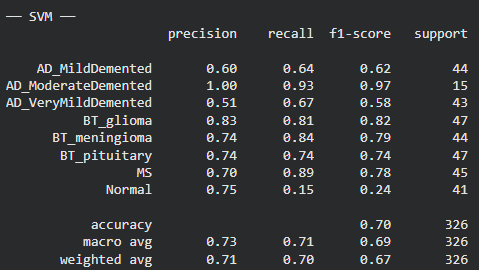 ── SVM ──
precision recall f1-score support
AD_MildDemented 0.60 0.64 0.62 44
AD_ModerateDemented 1.00 0.93 0.97 15
AD_VeryMildDemented 0.51 0.67 0.58 43
BT_glioma 0.83 0.81 0.82 47
BT_meningioma 0.74 0.84 0.79 44
BT_pituitary 0.74 0.74 0.74 47
MS 0.70 0.89 0.78 45
Normal 0.75 0.15 0.24 41
accuracy 0.70 326
macro avg 0.73 0.71 0.69 326
weighted avg 0.71 0.70 0.67 326